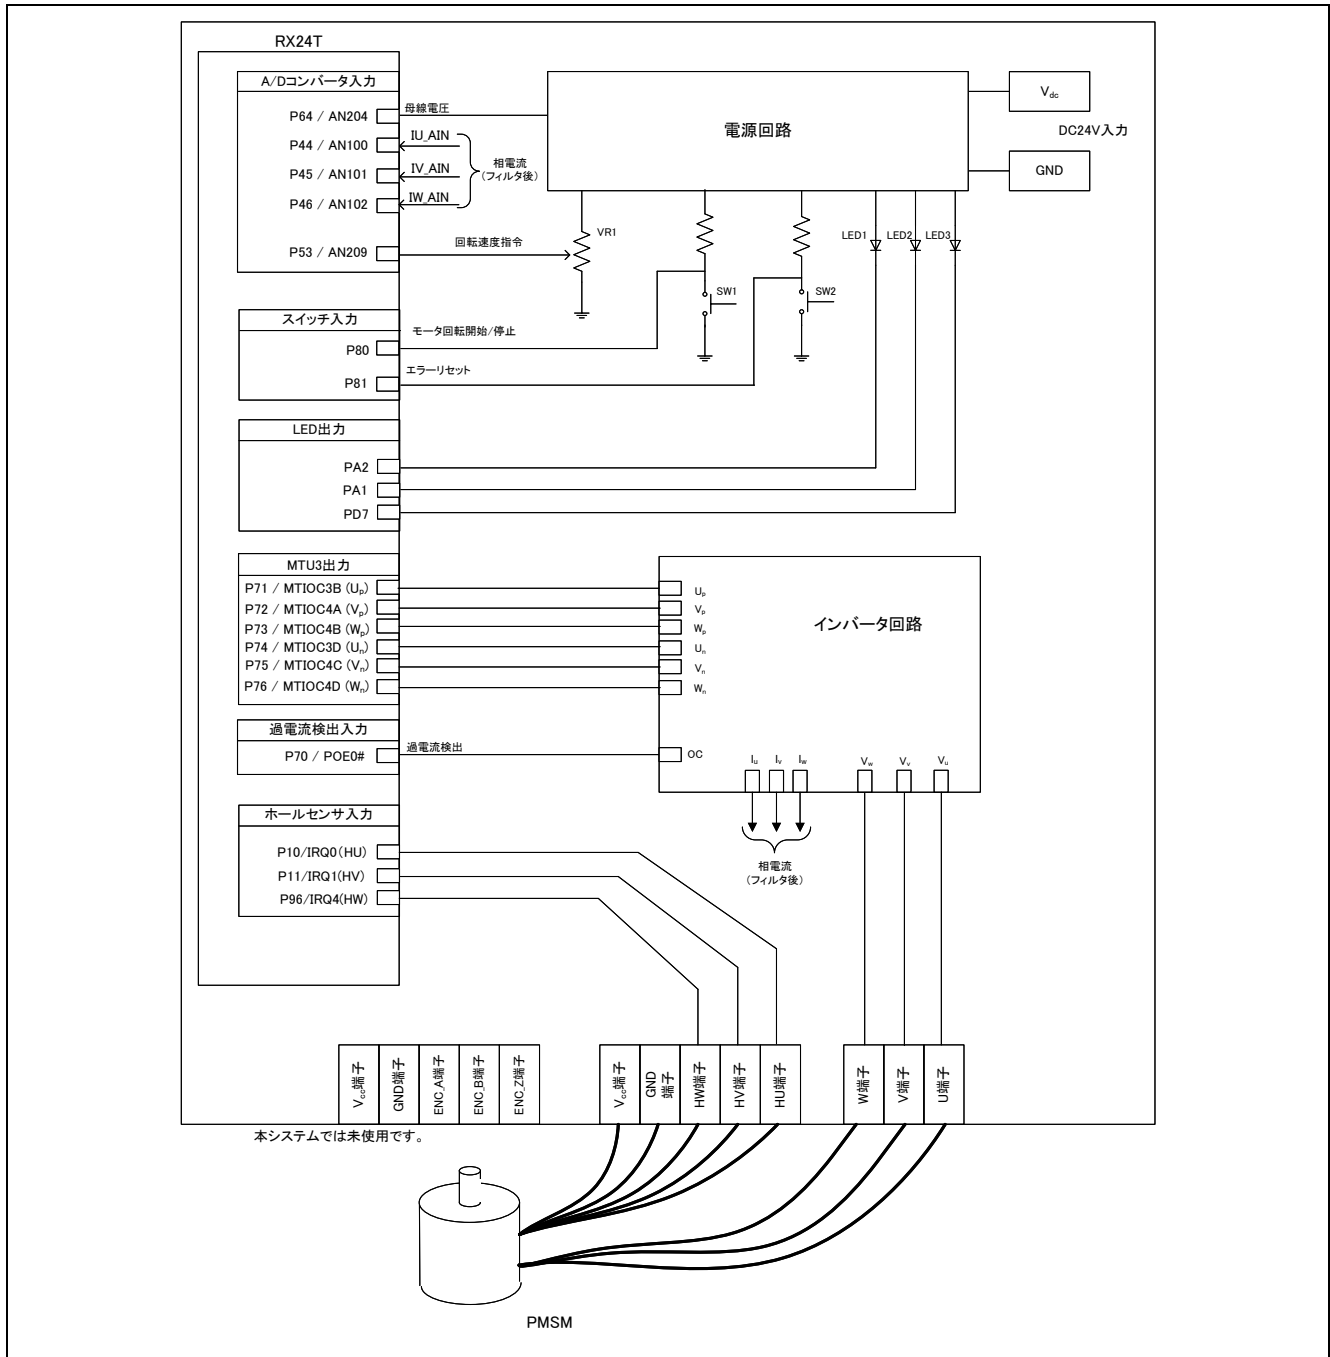 RX24T
A/Dコンバータ入力
P64 / AN204
P44 / AN100
P45 / AN101
P46 / AN102
P53 / AN209
母線電圧
IU_AIN
IV_AIN
IW_AIN
相電流
(フィルタ後)
回転速度指令
VR1
電源回路
Vdc
DC24V入力
GND
SW1
SW2
LED1
LED2
LED3
スイッチ入力
P80
P81
モータ回転開始/停止
エラーリセット
LED出力
PA2
PA1
PD7
MTU3出力
P71 / MTIOC3B (Up)
P72 / MTIOC4A (Vp)
P73 / MTIOC4B (Wp)
P74 / MTIOC3D (Un)
P75 / MTIOC4C (Vn)
P76 / MTIOC4D (Wn)
Up
Vp
Wp
Un
Vn
Wn
インバータ回路
過電流検出入力
P70 / POE0#
過電流検出
OC
Iu
Iv
Iw
Vw
Vv
Vu
相電流
(フィルタ後)
ホールセンサ入力
P10/IRQ0(HU)
P11/IRQ1(HV)
P96/IRQ4(HW)
Vcc端子
GND端子
ENC_A端子
ENC_B端子
ENC_Z端子
Vcc端子
GND
端子
HW端子
HV端子
HU端子
W端子
V端子
U端子
本システムでは未使用です。
PMSM